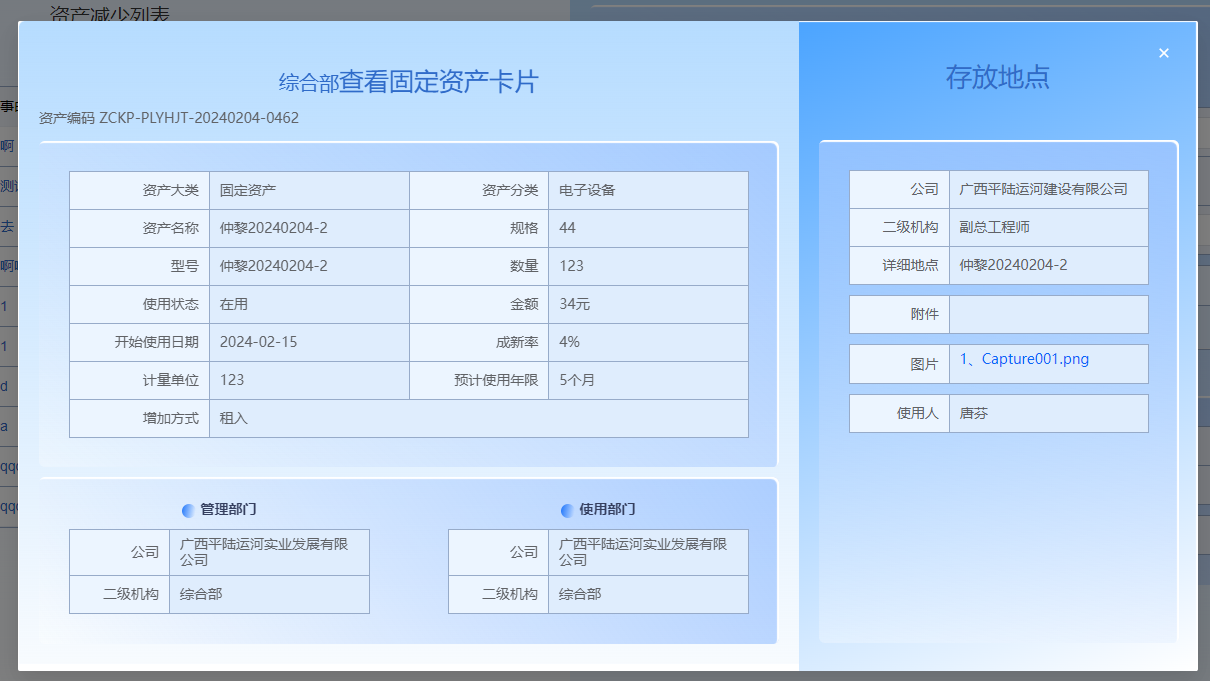 资产减少列表
综合部查看固定资产卡片
资产编码 ZCKP-PLYHJT-20240204-0462
资产大类 固定资产 资产分类 电子设备
资产名称 仲黎20240204-2 规格 44
型号 仲黎20240204-2 数量 123
使用状态 在用 金额 34元
开始使用日期 2024-02-15 成新率 4%
计量单位 123 预计使用年限 5个月
增加方式 租入
管理部门
公司 广西平陆运河实业发展有限
公司
二级机构 综合部
使用部门
公司 广西平陆运河实业发展有限
公司
二级机构 综合部
×
存放地点
公司 广西平陆运河建设有限公司
二级机构 副总工程师
详细地点 仲黎20240204-2
附件
图片 1、Capture001.png
使用人 唐芬
啊
去
1
1
d
a